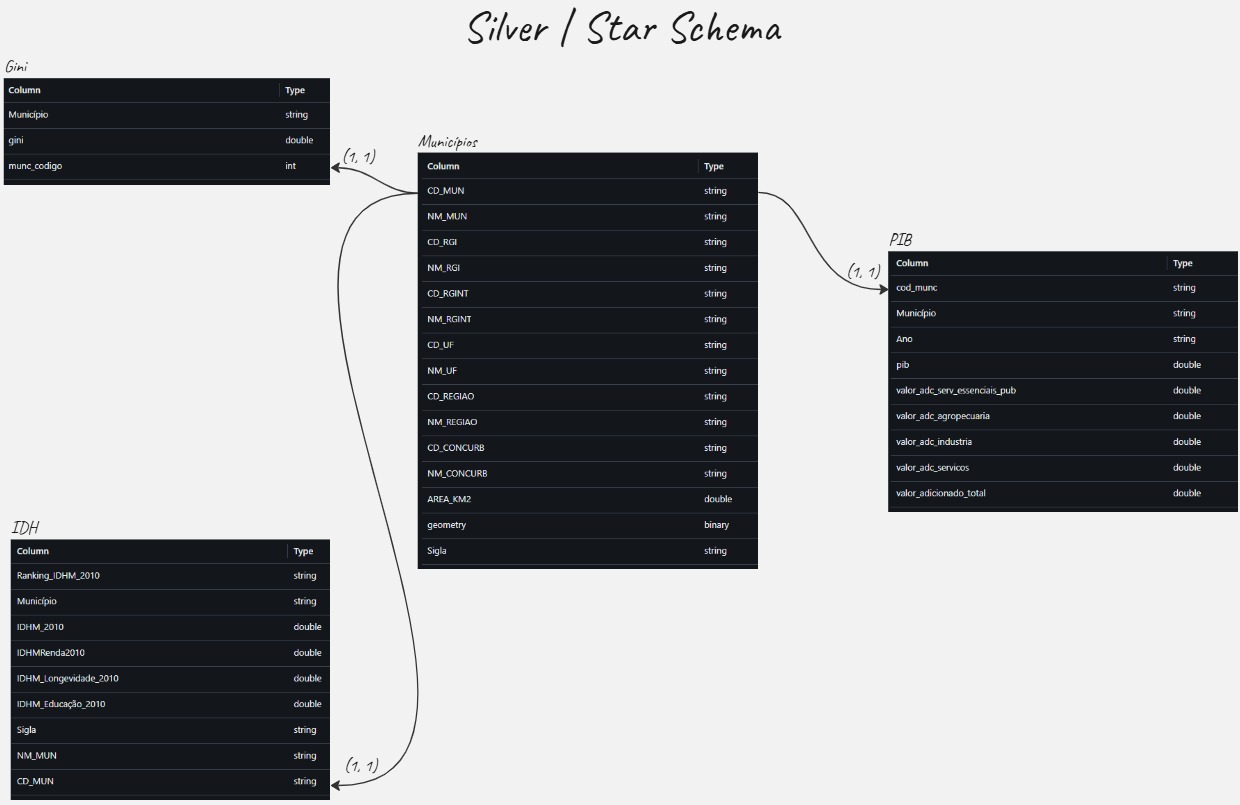 Silver / Star Schema
Gini
Column Type
Município string
gini double
munc_codigo int
(1, 1)
Municípios
Column Type
CD_MUN string
NM_MUN string
CD_RGI string
NM_RGI string
CD_RGINT string
NM_RGINT string
CD_UF string
NM_UF string
CD_REGIAO string
NM_REGIAO string
CD_CONCURB string
NM_CONCURB string
AREA_KM2 double
geometry binary
Sigla string
(1, 1)
PIB
Column Type
cod_munc string
Município string
Ano string
pib double
valor_adc_serv_essenciais_pub double
valor_adc_agropecuaria double
valor_adc_industria double
valor_adc_servicos double
valor_adicionado_total double
IDH
Column Type
Ranking_IDHM_2010 string
Município string
IDHM_2010 double
IDHMRenda2010 double
IDHM_Longevidade_2010 double
IDHM_Educação_2010 double
Sigla string
NM_MUN string
CD_MUN string
(1, 1)